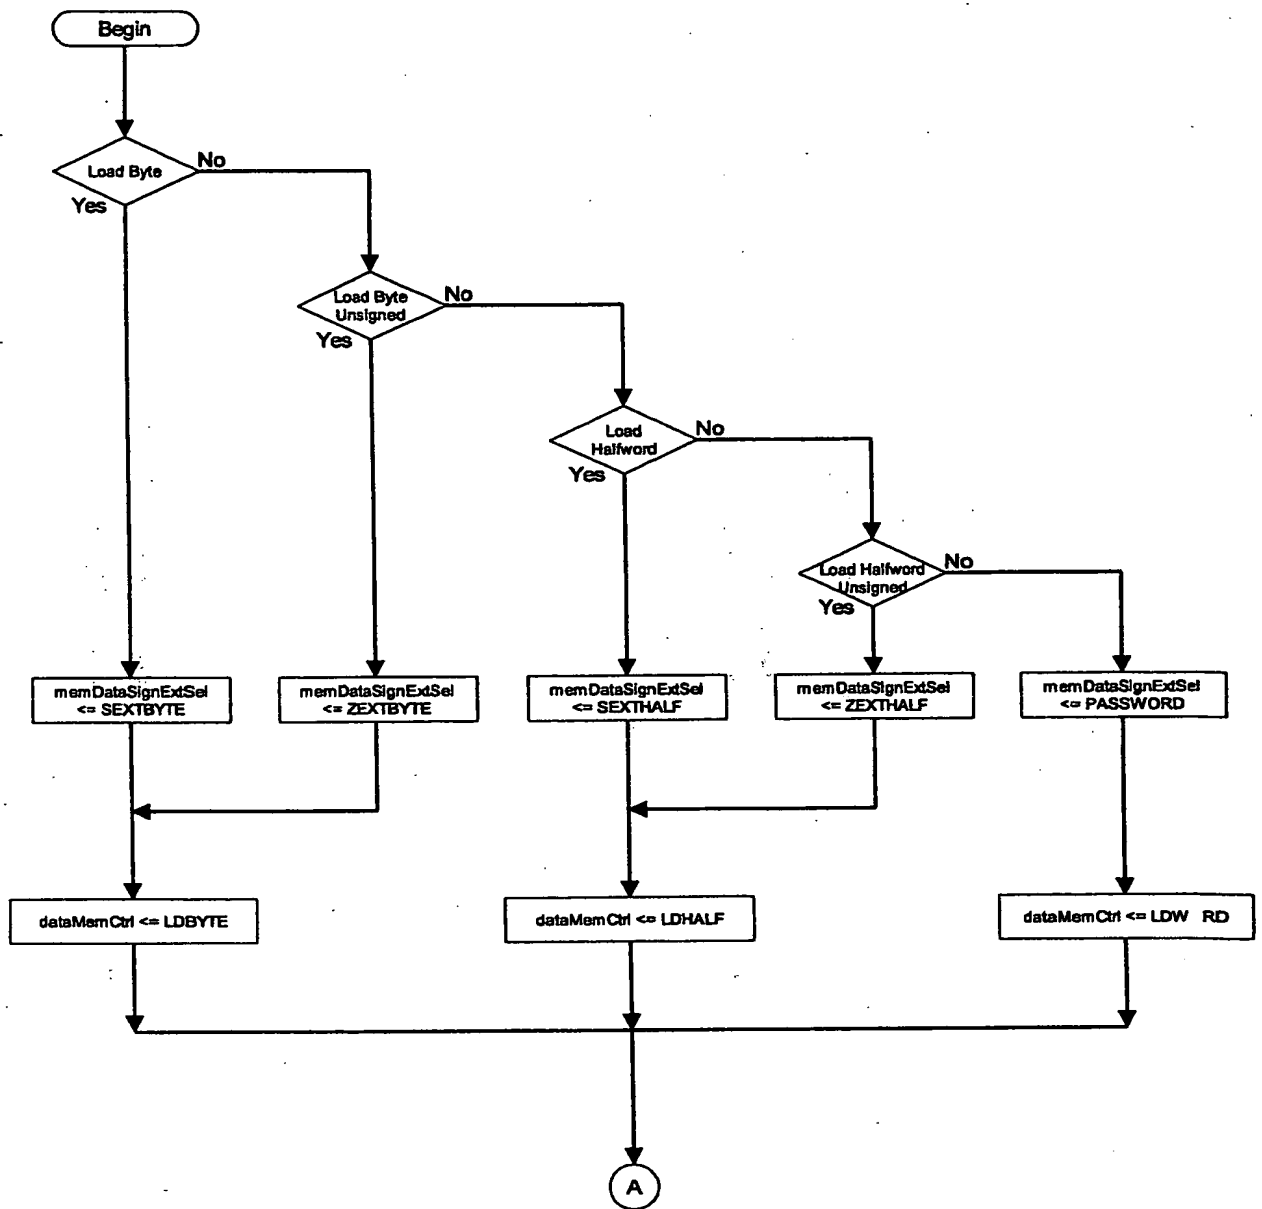 Begin
Load Byte
No
Yes
Load Byte
Unsigned
No
Yes
Load
Halfword
No
Yes
Load Halfword
Unsigned
No
Yes
memDataSignExtSel
<= SEXTBYTE
memDataSignExtSel
<= ZEXTBYTE
memDataSignExtSel
<= SEXTHALF
memDataSignExtSel
<= ZEXTHALF
memDataSignExtSel
<= PASSWORD
dataMemCtrl <= LDBYTE
dataMemCtrl <= LDHALF
dataMemCtrl <= LDW RD
A